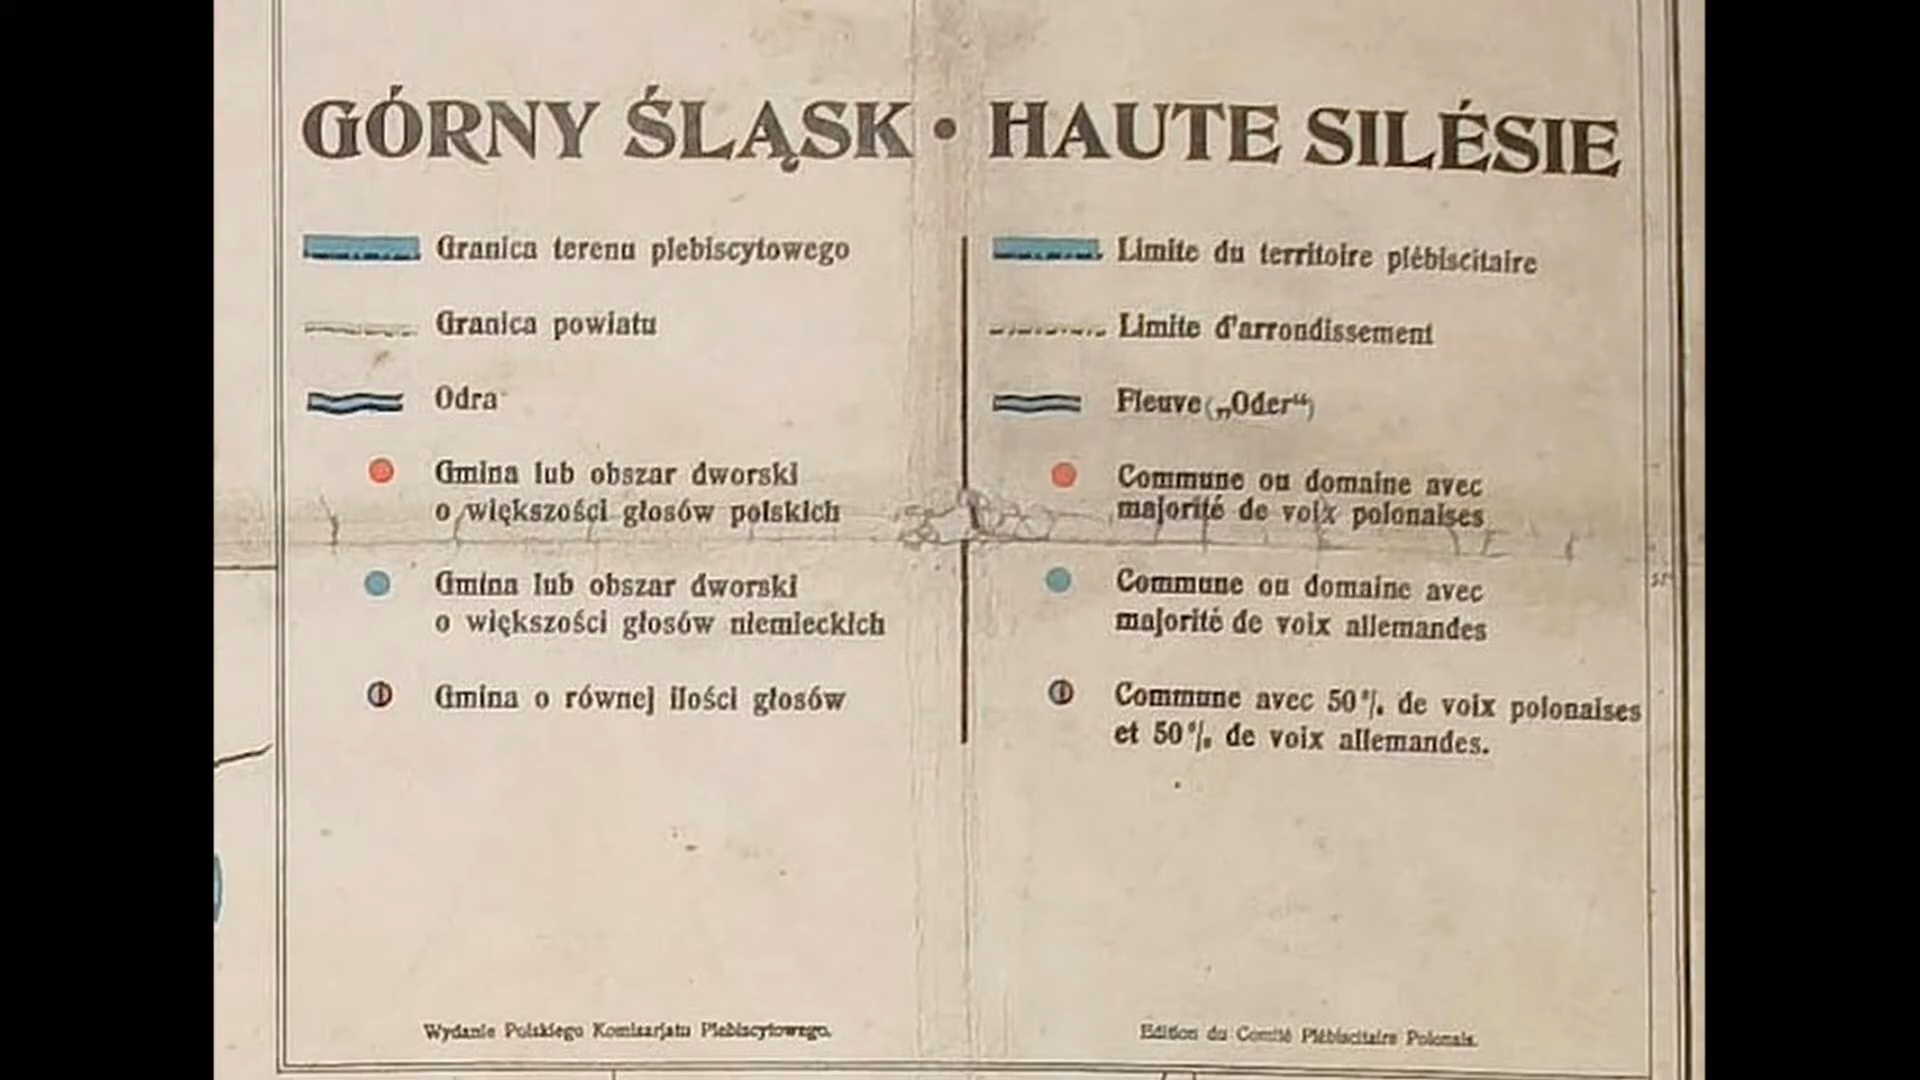 GÓRNY ŚLĄSK • HAUTE SILÉSIE
Granica terenu plebiscytowego
Granica powiatu
Odra
Gmina lub obszar dworski
o większości głosów polskich
Gmina lub obszar dworski
o większości głosów niemieckich
Gmina o równej ilości głosów
Limite du territoire plébiscitaire
Limite d'arrondissement
Fleuve („Oder“)
Commune ou domaine avec
majorité de voix polonaises
Commune ou domaine avec
majorité de voix allemandes
Commune avec 50% de voix polonaises
et 50% de voix allemandes.
Wydanie Polskiego Komisarjatu Plebiscytowego.
Edition du Comité Plébiscitaire Polonais.